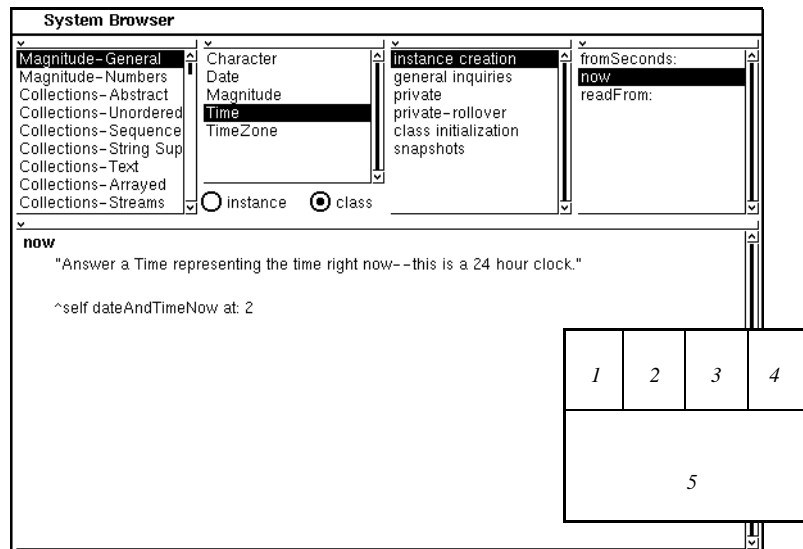 System Browser
Magnitude-General
Magnitude-Numbers
Collections-Abstract
Collections-Unordered
Collections-Sequence
Collections-String Sup
Collections-Text
Collections-Arrayed
Collections-Streams
Character
Date
Magnitude
Time
TimeZone
instance class
instance creation
general inquiries
private
private-rollover
class initialization
snapshots
fromSeconds:
now
readFrom:
now
"Answer a Time representing the time right now--this is a 24 hour clock."
^self dateAndTimeNow at: 2
1 2 3 4
5